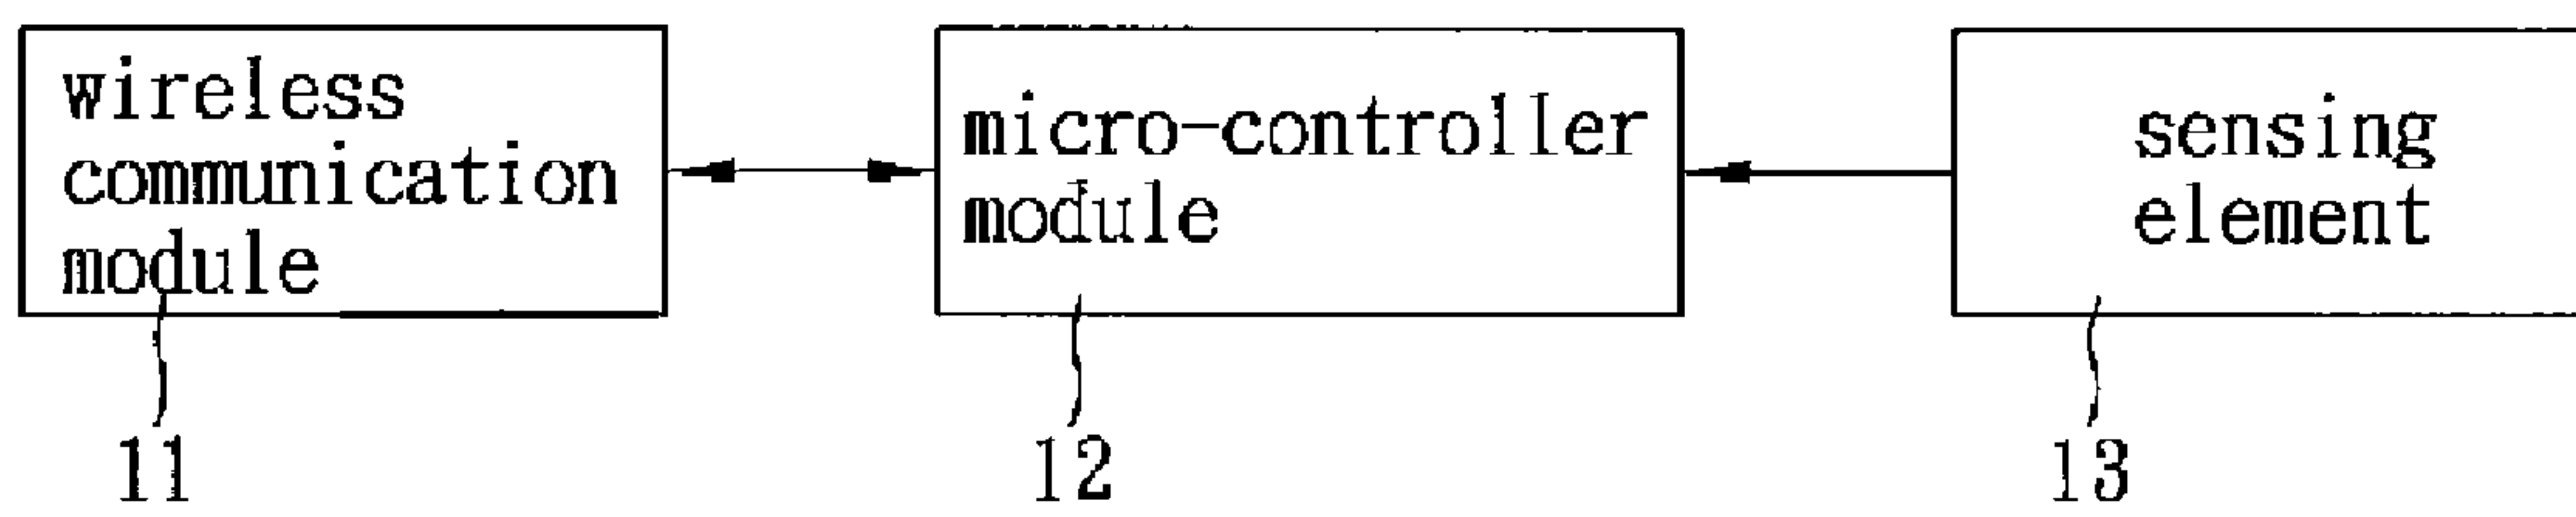 wireless
communication
module
micro-controller
module
sensing
element
11
12
13